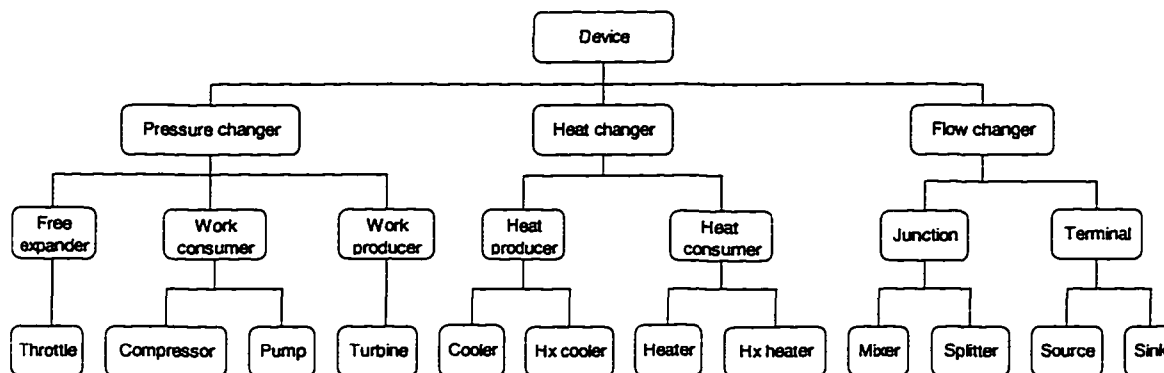 Device
Pressure changer
Heat changer
Flow changer
Free
expander
Work
consumer
Work
producer
Heat
producer
Heat
consumer
Junction
Terminal
Throttle
Compressor
Pump
Turbine
Cooler
Hx cooler
Heater
Hx heater
Mixer
Splitter
Source
Sink